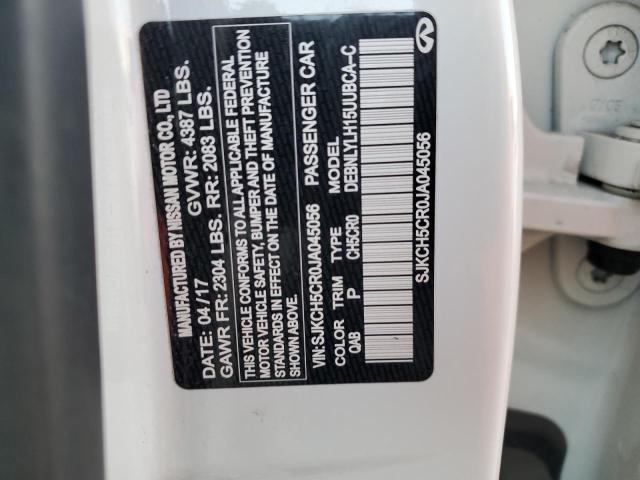 MANUFACTURED BY NISSAN MOTOR CO., LTD
DATE: 04/17 GVWR: 4387 LBS.
GAWR FR: 2304 LBS. RR: 2083 LBS.
THIS VEHICLE CONFORMS TO ALL APPLICABLE FEDERAL
MOTOR VEHICLE SAFETY, BUMPER AND THEFT PREVENTION
STANDARDS IN EFFECT ON THE DATE OF MANUFACTURE
SHOWN ABOVE.
VIN: SJKCH5CR0JA045056 PASSENGER CAR
COLOR TRIM TYPE MODEL
QAB P CH5CR0 DEBNLYLH15UUBCA-C
SJKCH5CR0JA045056